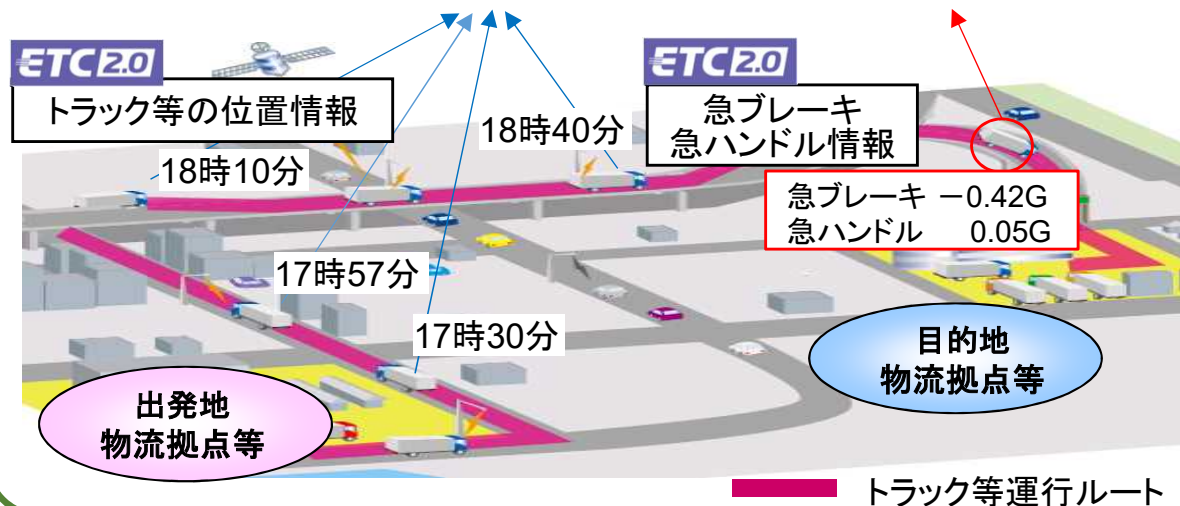 ETC2.0
トラック等の位置情報
18時10分
18時40分
17時57分
17時30分
ETC2.0
急ブレーキ
急ハンドル情報
急ブレーキ －0.42G
急ハンドル 0.05G
出発地
物流拠点等
目的地
物流拠点等
トラック等運行ルート